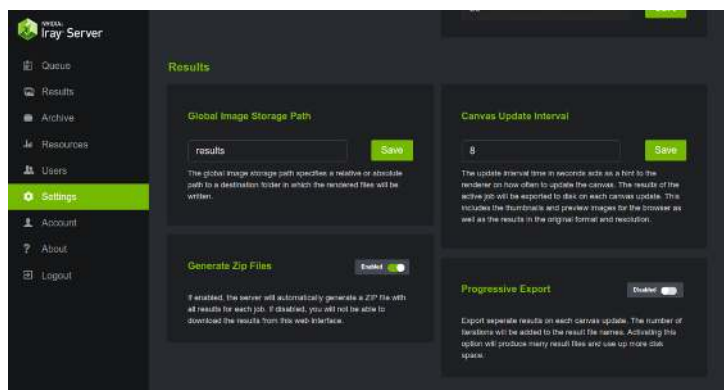 NVIDIA.
Iray Server
Queue
Results
Archive
Resources
Users
Settings
Account
About
Logout
Results
Global Image Storage Path
results
Save
The global image storage path specifies a relative or absolute
path to a destination folder in which the rendered files will be
written.
Generate Zip Files
Enabled
If enabled, the server will automatically generate a ZIP file with
all results for each job. If disabled, you will not be able to
download the results from this web interface.
Canvas Update Interval
8
Save
The update interval time in seconds acts as a hint to the
renderer on how often to update the canvas. The results of the
active job will be exported to disk on each canvas update. This
includes the thumbnails and preview images for the browser as
well as the results in the original format and resolution.
Progressive Export
Disabled
Export seperate results on each canvas update. The number of
iterations will be added to the result file names. Activating this
option will produce many result files and use up more disk
space.